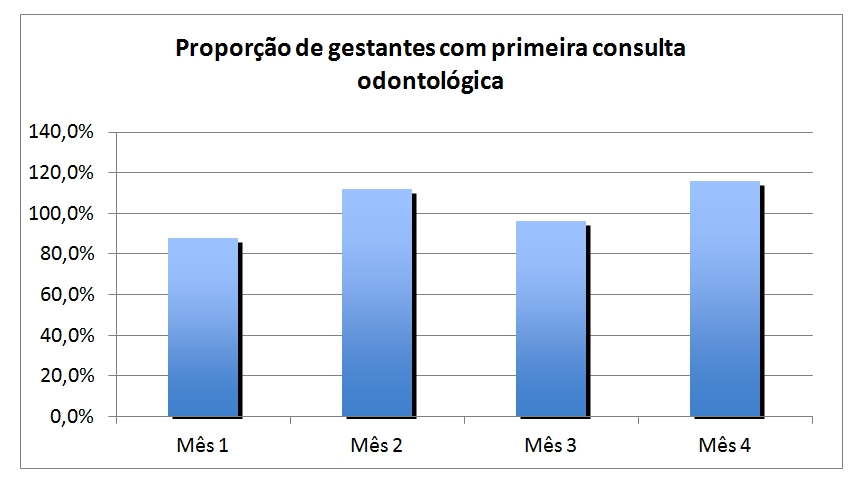 Proporção de gestantes com primeira consulta
odontológica
140,0%
120,0%
100,0%
80,0%
60,0%
40,0%
20,0%
0,0%
Mês 1 Mês 2 Mês 3 Mês 4